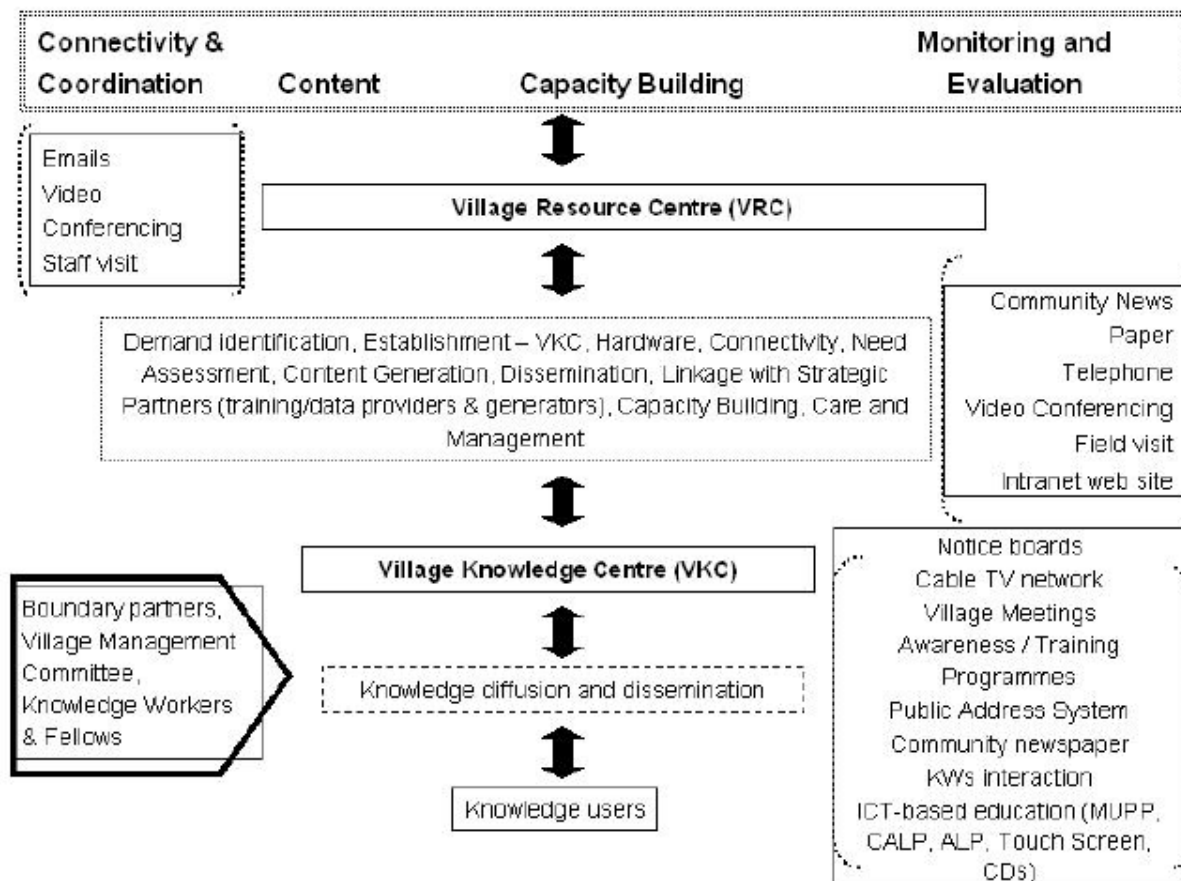 Connectivity &
Coordination Content Capacity Building Monitoring and
Evaluation
Emails
Video
Conferencing
Staff visit
Village Resource Centre (VRC)
Demand identification, Establishment – VKC, Hardware, Connectivity, Need
Assessment, Content Generation, Dissemination, Linkage with Strategic
Partners (training/data providers & generators), Capacity Building, Care and
Management
Community News
Paper
Telephone
Video Conferencing
Field visit
Intranet web site
Village Knowledge Centre (VKC)
Boundary partners,
Village Management
Committee,
Knowledge Workers
& Fellows
Knowledge diffusion and dissemination
Knowledge users
Notice boards
Cable TV network
Village Meetings
Awareness / Training
Programmes
Public Address System
Community newspaper
KWs interaction
ICT-based education (MUPP,
CALP, ALP, Touch Screen,
CDs)